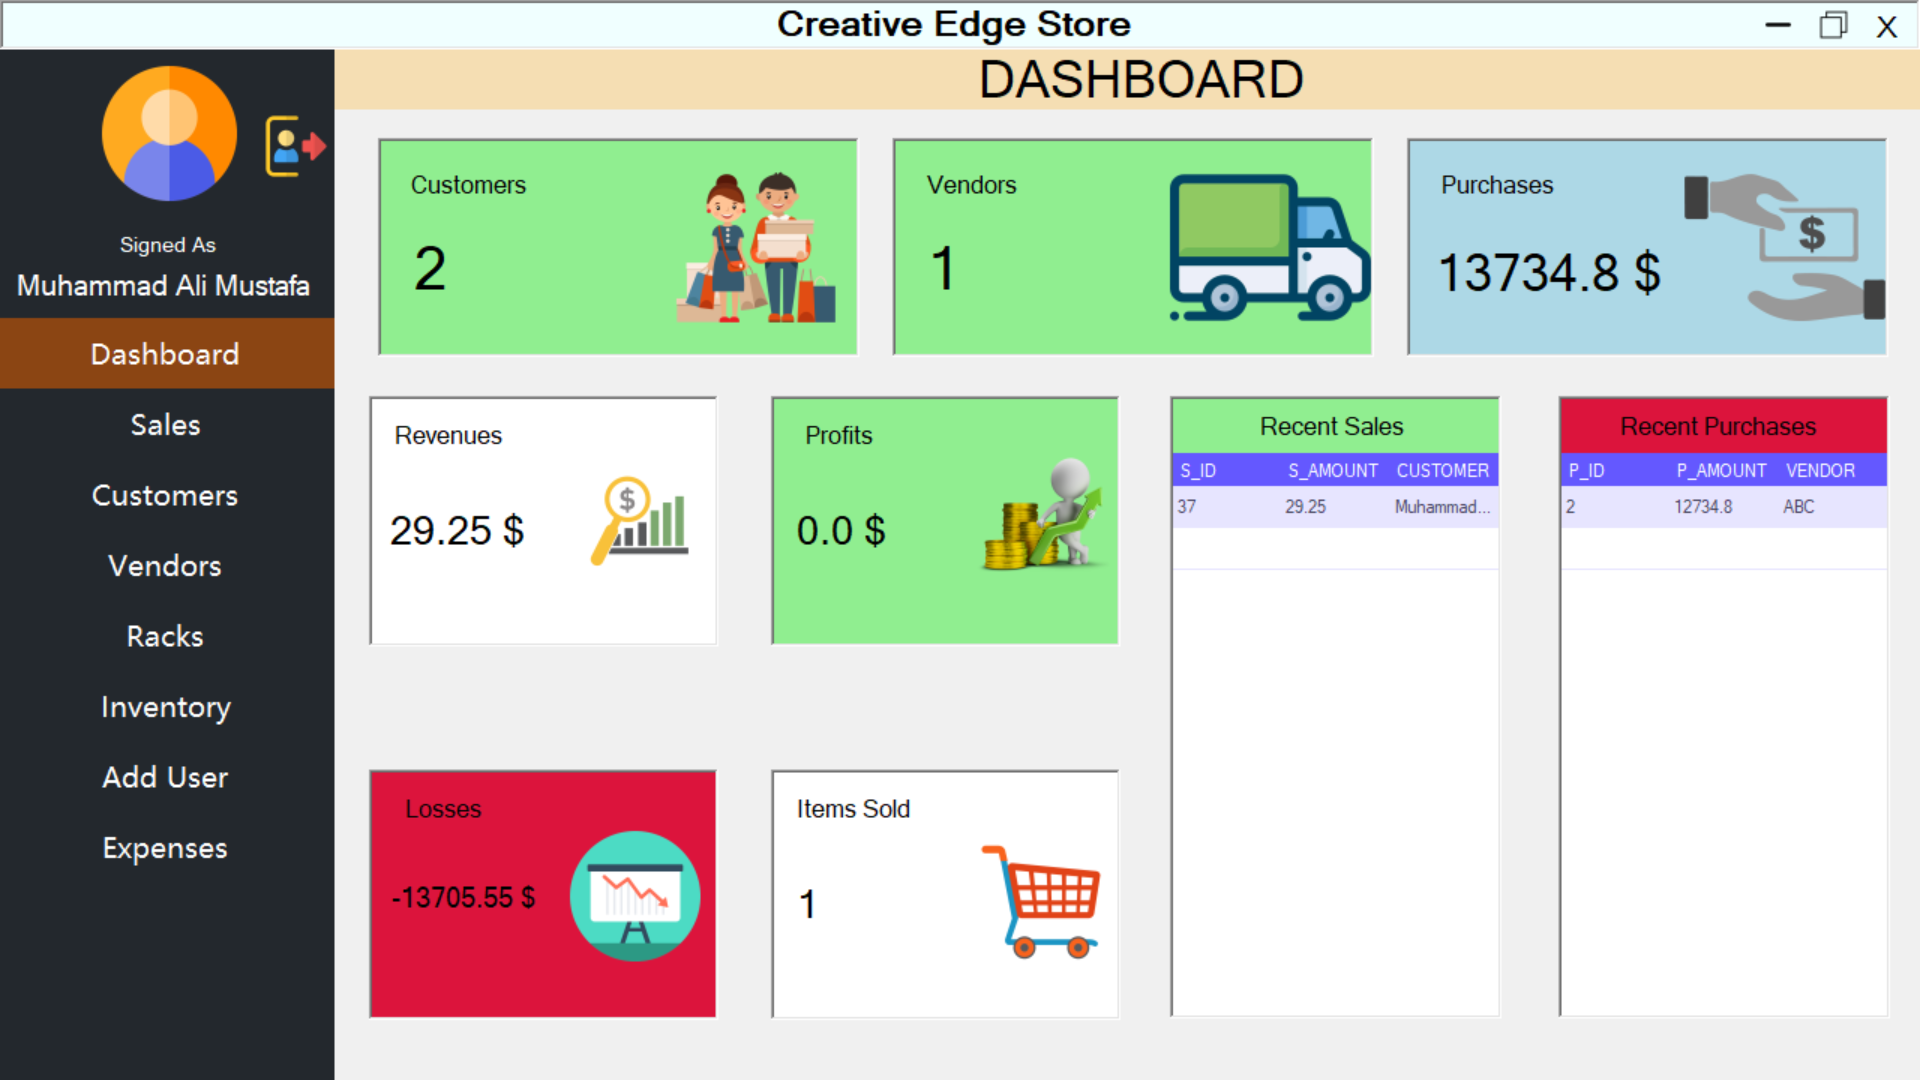 Creative Edge Store
X
DASHBOARD
Signed As
Muhammad Ali Mustafa
Dashboard
Sales
Customers
Vendors
Racks
Inventory
Add User
Expenses
Customers
2
Vendors
1
Purchases
13734.8 $
$
Revenues
29.25 $
$
Profits
0.0 $
Losses
-13705.55 $
Items Sold
1
Recent Sales
S_ID S_AMOUNT CUSTOMER
37 29.25 Muhammad...
Recent Purchases
P_ID P_AMOUNT VENDOR
2 12734.8 ABC